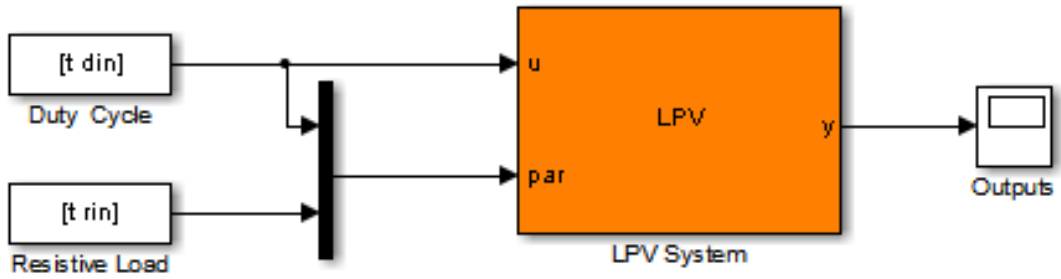 [t din]
Duty Cycle
[t rin]
Resistive Load
u
par
LPV
y
LPV System
Outputs